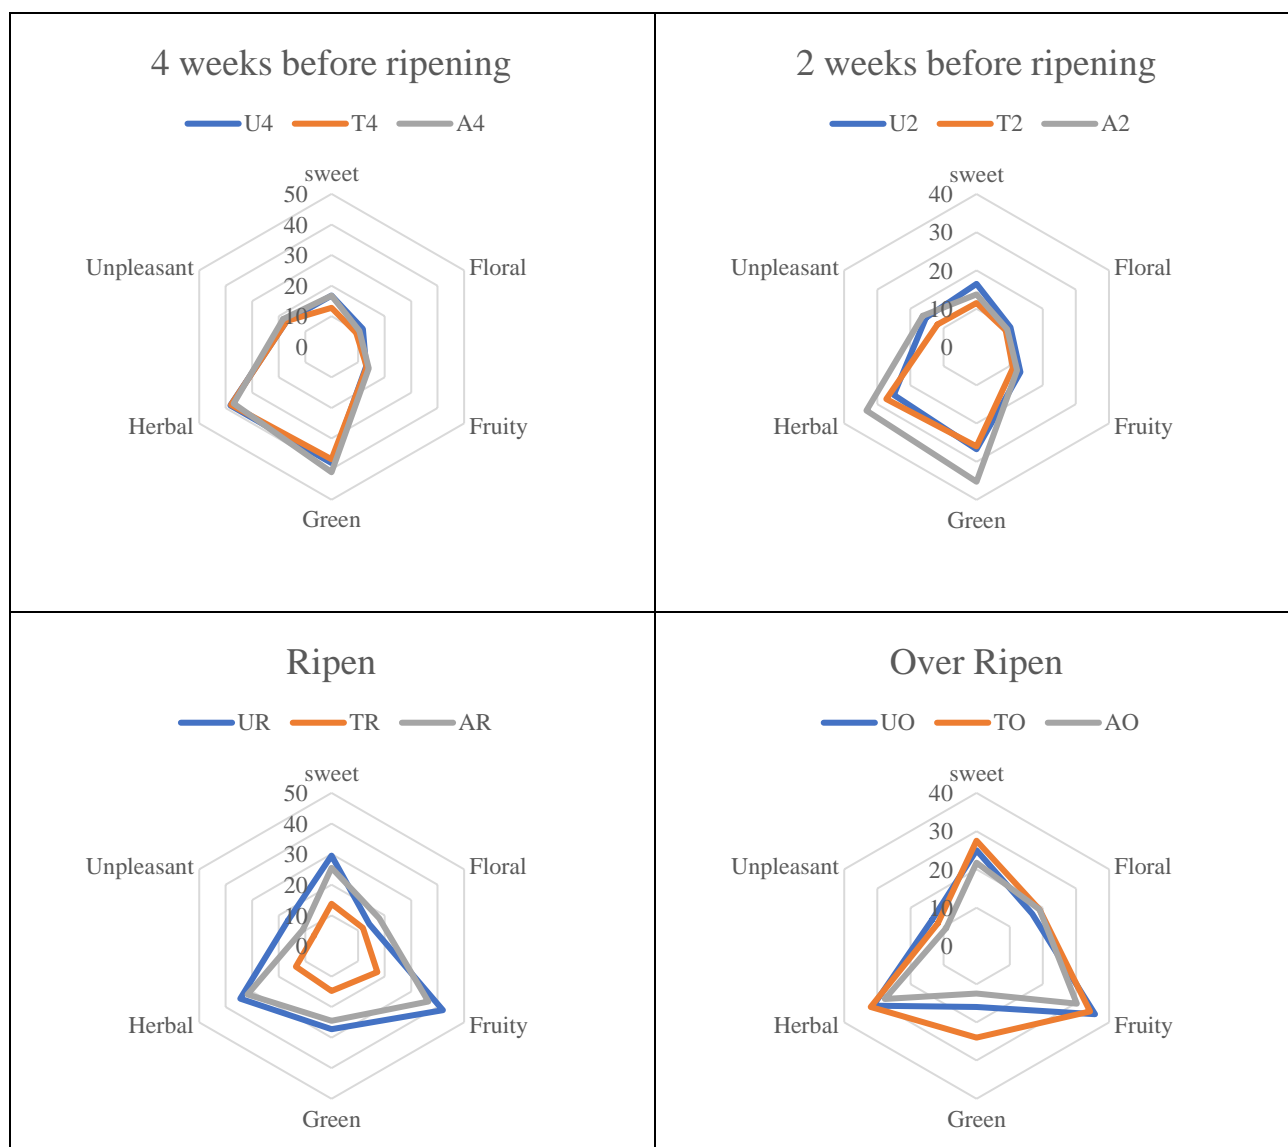 4 weeks before ripening
U4 T4 A4
sweet
50
40
30
20
10
0
Unpleasant
Floral
Herbal
Fruity
Green
2 weeks before ripening
U2 T2 A2
sweet
40
30
20
10
0
Unpleasant
Floral
Herbal
Fruity
Green
Ripen
UR TR AR
sweet
50
40
30
20
10
0
Unpleasant
Floral
Herbal
Fruity
Green
Over Ripen
UO TO AO
sweet
40
30
20
10
0
Unpleasant
Floral
Herbal
Fruity
Green